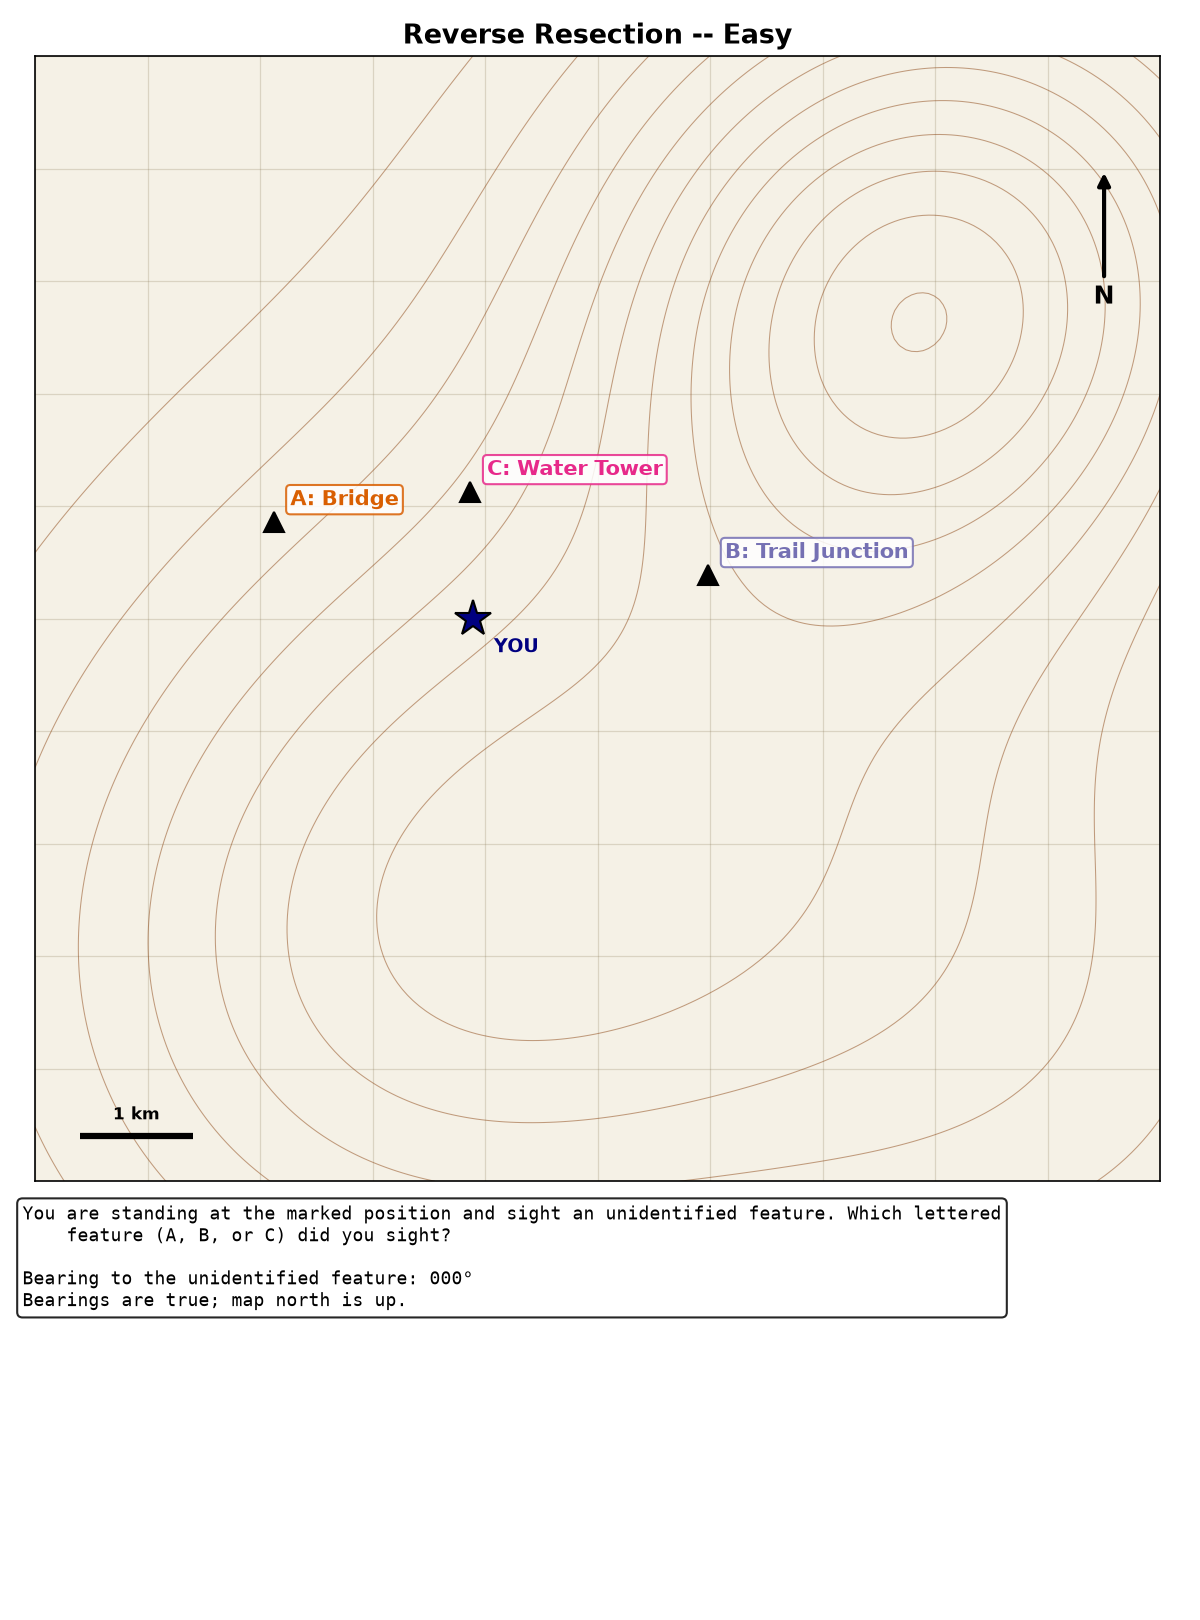 Reverse Resection -- Easy
N
C: Water Tower
A: Bridge
B: Trail Junction
YOU
1 km
You are standing at the marked position and sight an unidentified feature. Which lettered
feature (A, B, or C) did you sight?
Bearing to the unidentified feature: 000°
Bearings are true; map north is up.